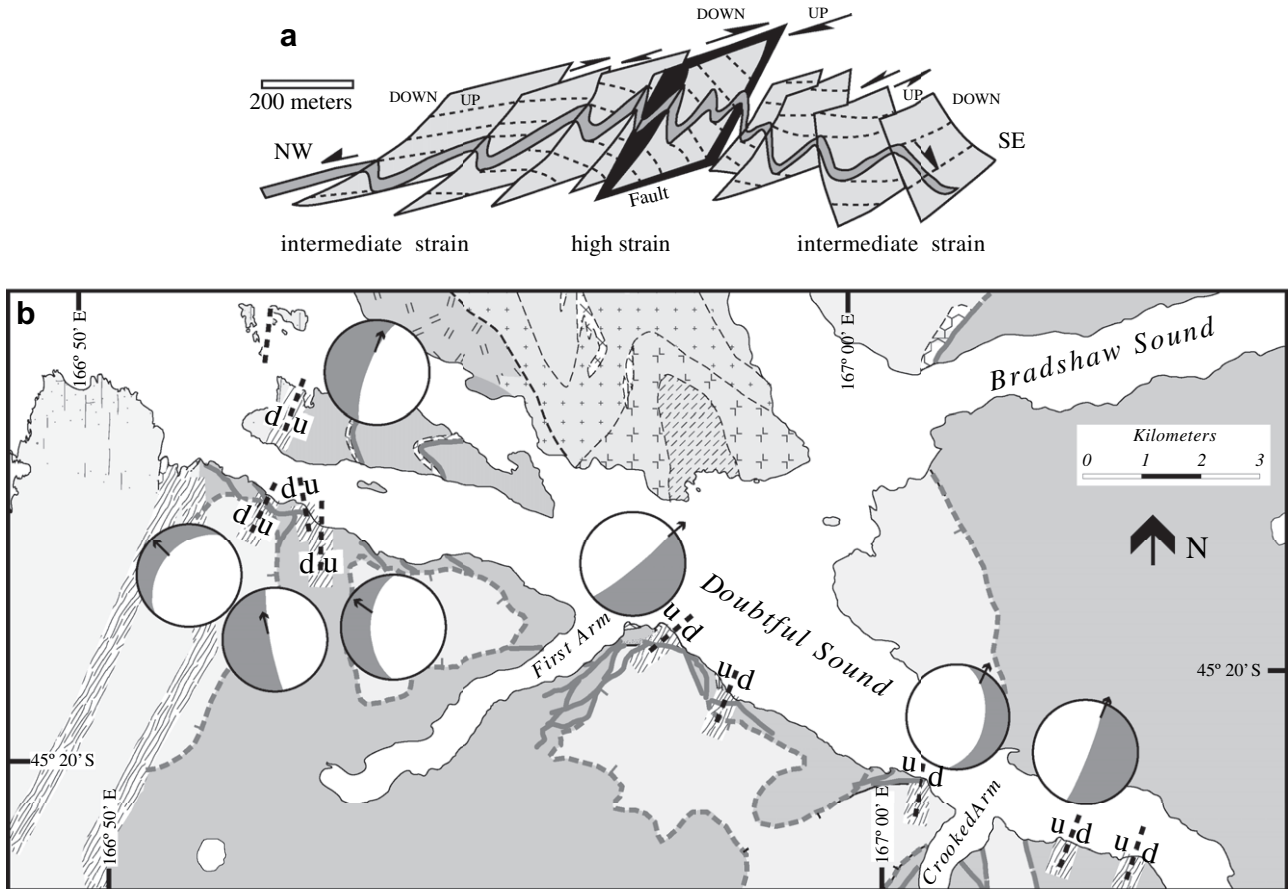 a
DOWN
UP
200 meters
DOWN
UP
UP
DOWN
NW
SE
Fault
intermediate strain
high strain
intermediate strain
b
166° 50' E
167° 00' E
Bradshaw Sound
Kilometers
0 1 2 3
d u
d u
d u
d u
N
Doubtful Sound
First Arm
u d
u d
45° 20' S
45° 20' S
u d
167° 00' E
166° 50' E
Crooked Arm
u d
u d